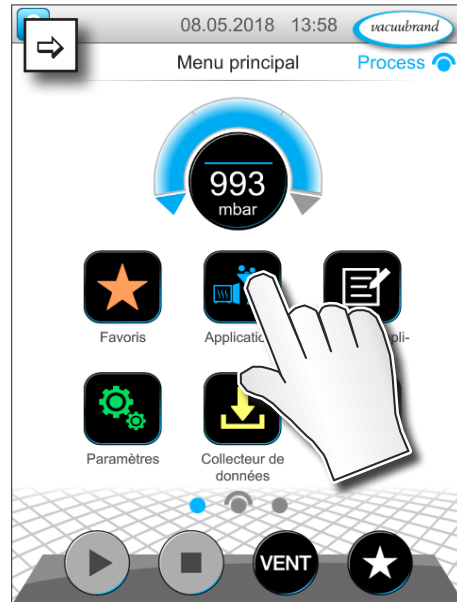 08.05.2018 13:58 vacuubrand
Menu principal Process
993
mbar
Favoris
Paramètres
Collecteur de
données
VENT